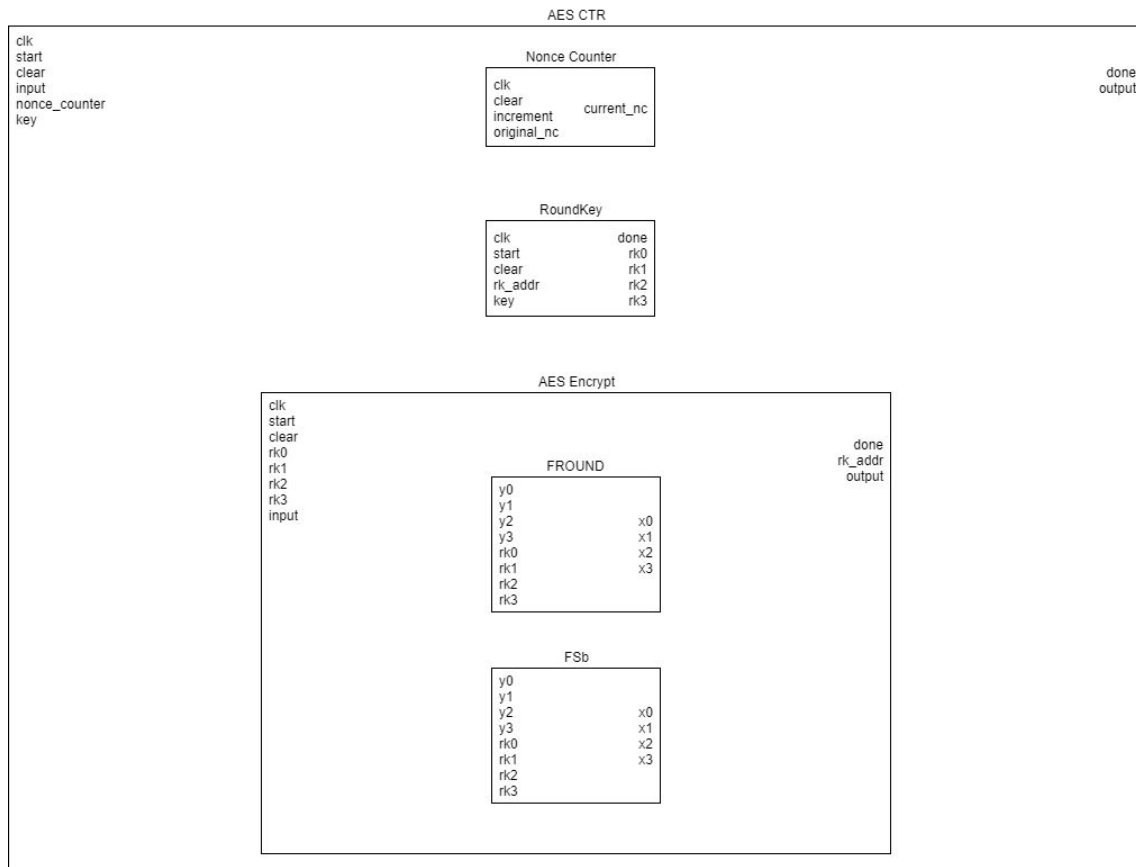 AES CTR
clk
start
clear
input
nonce_counter
key
done
output
Nonce Counter
clk
clear
increment
original_nc
current_nc
RoundKey
clk
start
clear
rk_addr
key
done
rk0
rk1
rk2
rk3
AES Encrypt
clk
start
clear
rk0
rk1
rk2
rk3
input
done
rk_addr
output
FROUND
y0
y1
y2
y3
rk0
rk1
rk2
rk3
x0
x1
x2
x3
FSb
y0
y1
y2
y3
rk0
rk1
rk2
rk3
x0
x1
x2
x3